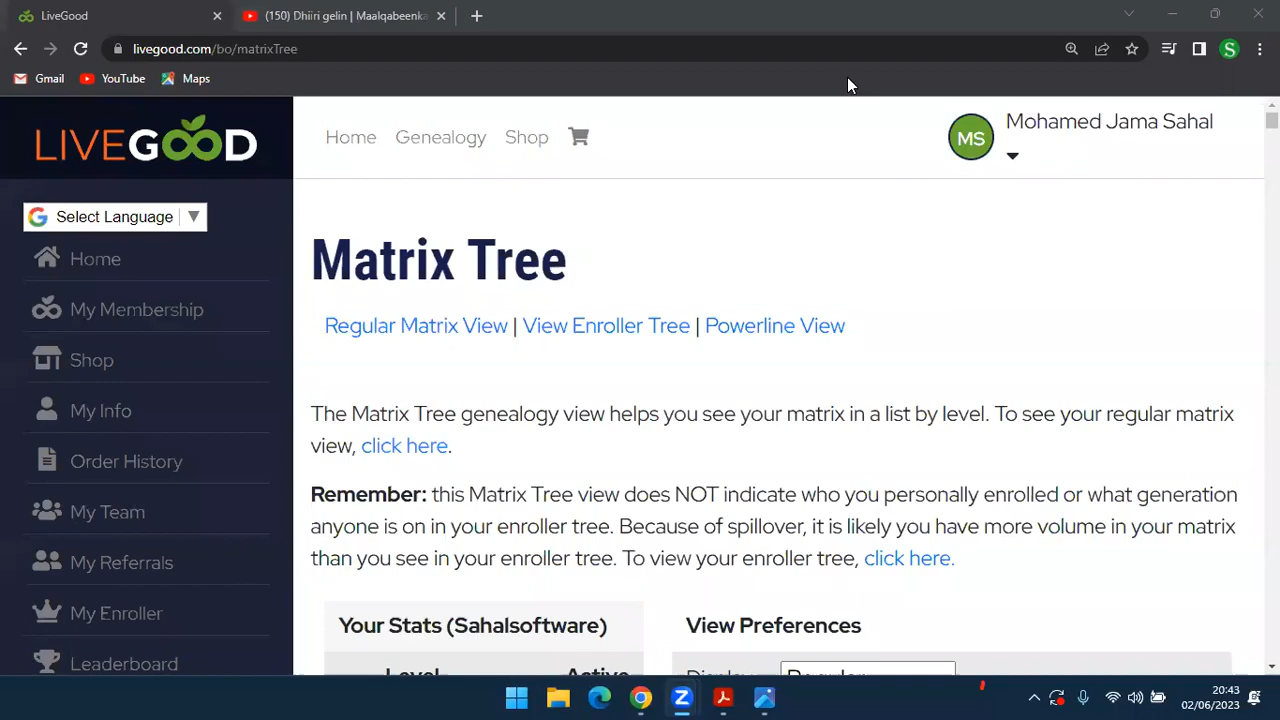 LiveGood
(150) Dhiiri gelin | Maalqabeenka
livegood.com/bo/matrixTree
S
Gmail YouTube Maps
LIVEGOOD
Home Genealogy Shop
MS
Mohamed Jama Sahal
Select Language ▼
Home
My Membership
Shop
My Info
Order History
My Team
My Referrals
My Enroller
Leaderboard
Matrix Tree
Regular Matrix View | View Enroller Tree | Powerline View
The Matrix Tree genealogy view helps you see your matrix in a list by level. To see your regular matrix
view, click here.
Remember: this Matrix Tree view does NOT indicate who you personally enrolled or what generation
anyone is on in your enroller tree. Because of spillover, it is likely you have more volume in your matrix
than you see in your enroller tree. To view your enroller tree, click here.
Your Stats (Sahalsoftware)
Level Active
View Preferences
Display Regular
20:43
02/06/2023